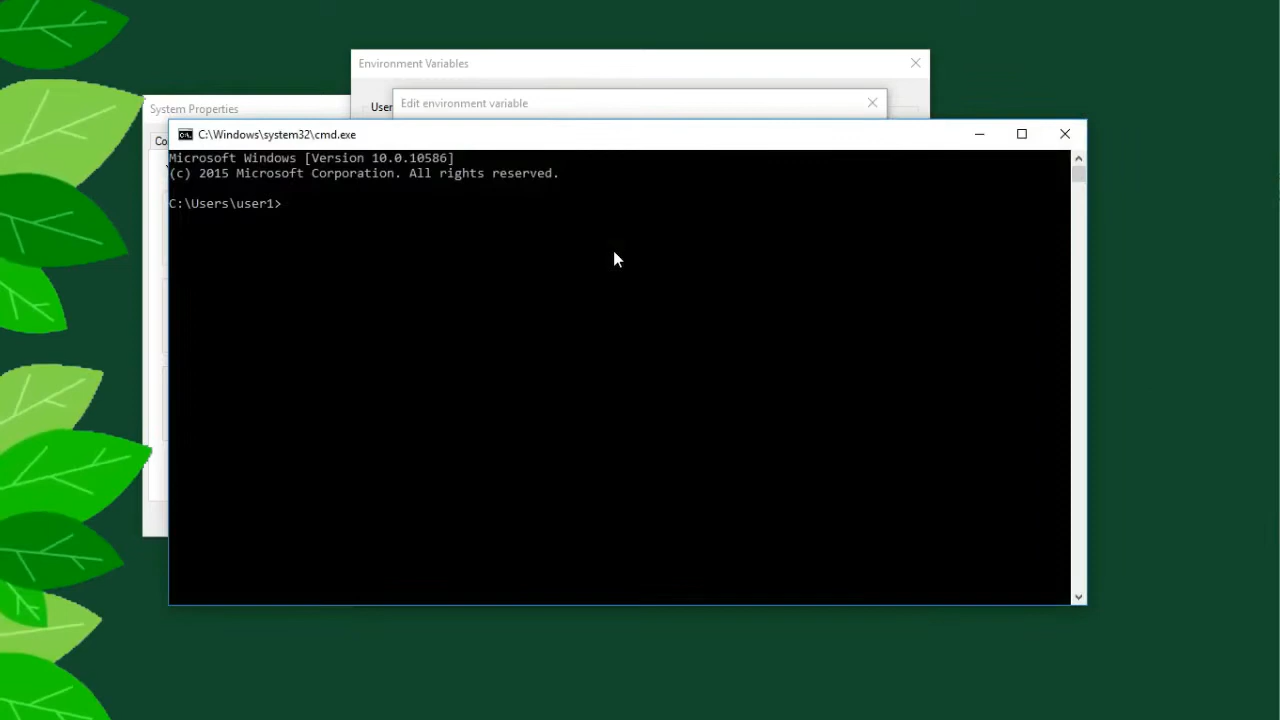 Environment Variables
Edit environment variable
System Properties
User
Co
C:\Windows\system32\cmd.exe
Microsoft Windows [Version 10.0.10586]
(c) 2015 Microsoft Corporation. All rights reserved.
C:\Users\user1>